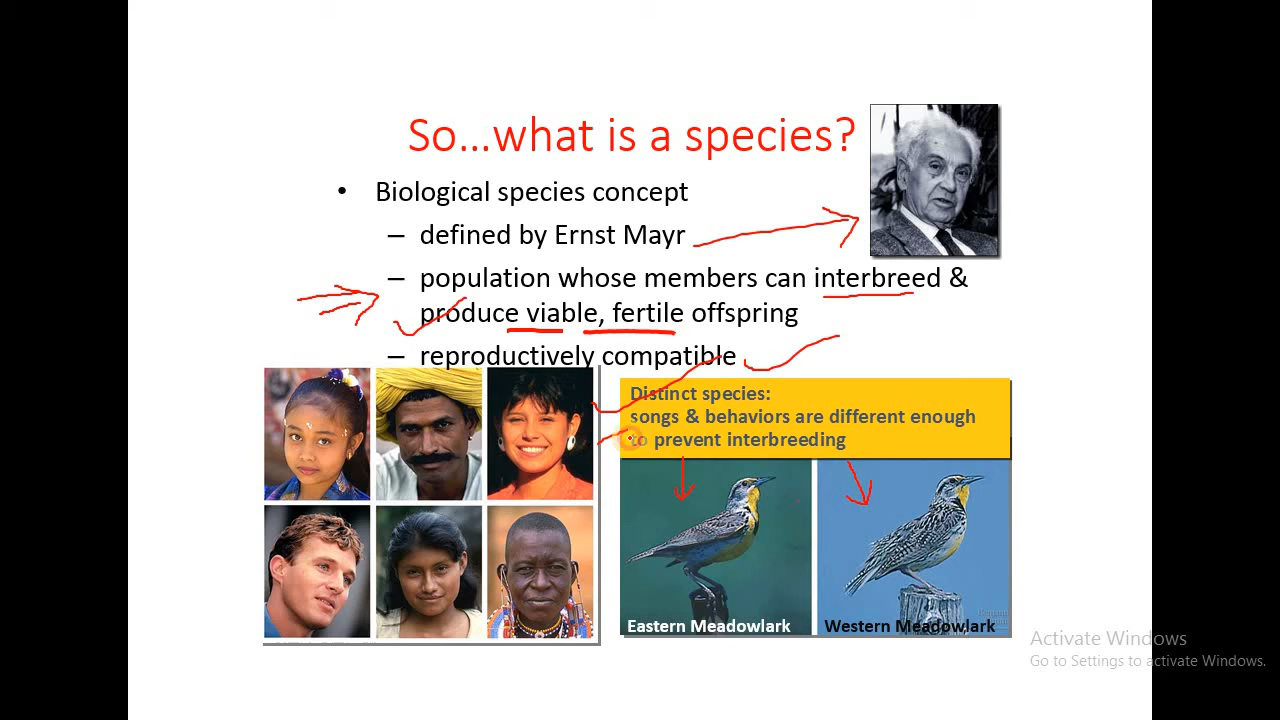 So...what is a species?
• Biological species concept
– defined by Ernst Mayr
– population whose members can interbreed &
produce viable, fertile offspring
– reproductively compatible
Distinct species:
songs & behaviors are different enough
to prevent interbreeding
Eastern Meadowlark
Western Meadowlark
Activate Windows
Go to Settings to activate Windows.